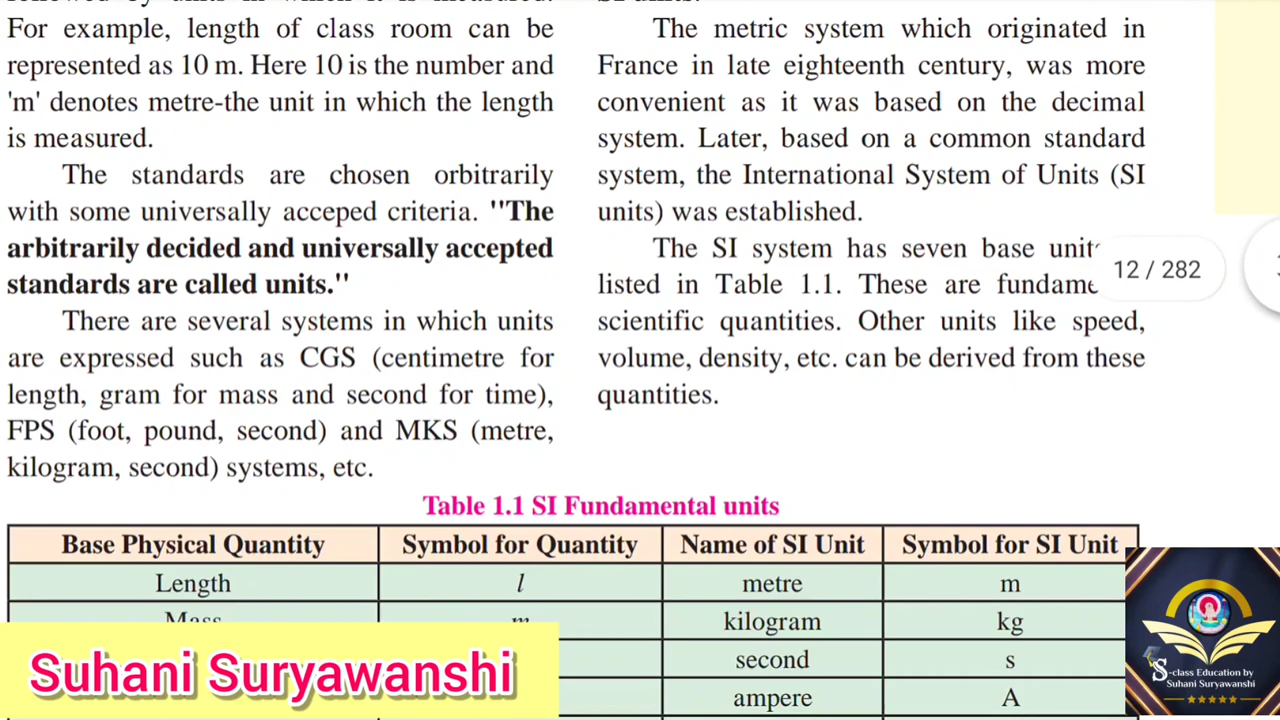 For example, length of class room can be
represented as 10 m. Here 10 is the number and
'm' denotes metre-the unit in which the length
is measured.
The standards are chosen orbitrarily
with some universally acceped criteria. "The
arbitrarily decided and universally accepted
standards are called units."
There are several systems in which units
are expressed such as CGS (centimetre for
length, gram for mass and second for time),
FPS (foot, pound, second) and MKS (metre,
kilogram, second) systems, etc.
The metric system which originated in
France in late eighteenth century, was more
convenient as it was based on the decimal
system. Later, based on a common standard
system, the International System of Units (SI
units) was established.
The SI system has seven base
listed in Table 1.1. These are
scientific quantities. Other units like speed,
volume, density, etc. can be derived from these
quantities.
12 / 282
Table 1.1 SI Fundamental units
Base Physical Quantity Symbol for Quantity Name of SI Unit Symbol for SI Unit
Length l metre m
Mass m kilogram kg
second s
ampere A
Suhani Suryawanshi
S-class Education by
Suhani Suryawanshi